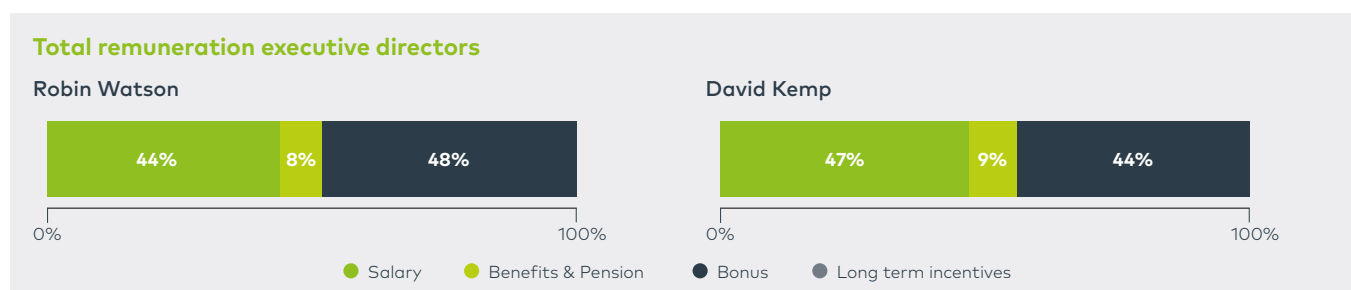 Total remuneration executive directors
Robin Watson
David Kemp
44% 8% 48%
47% 9% 44%
0% 100%
0% 100%
Salary Benefits & Pension Bonus Long term incentives